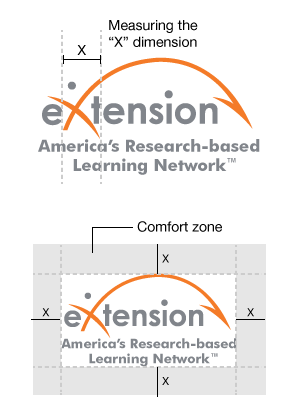 Measuring the
"X" dimension
X
eXtension
America's Research-based
Learning Network™
Comfort zone
X
X
X
eXtension
America's Research-based
Learning Network™
X